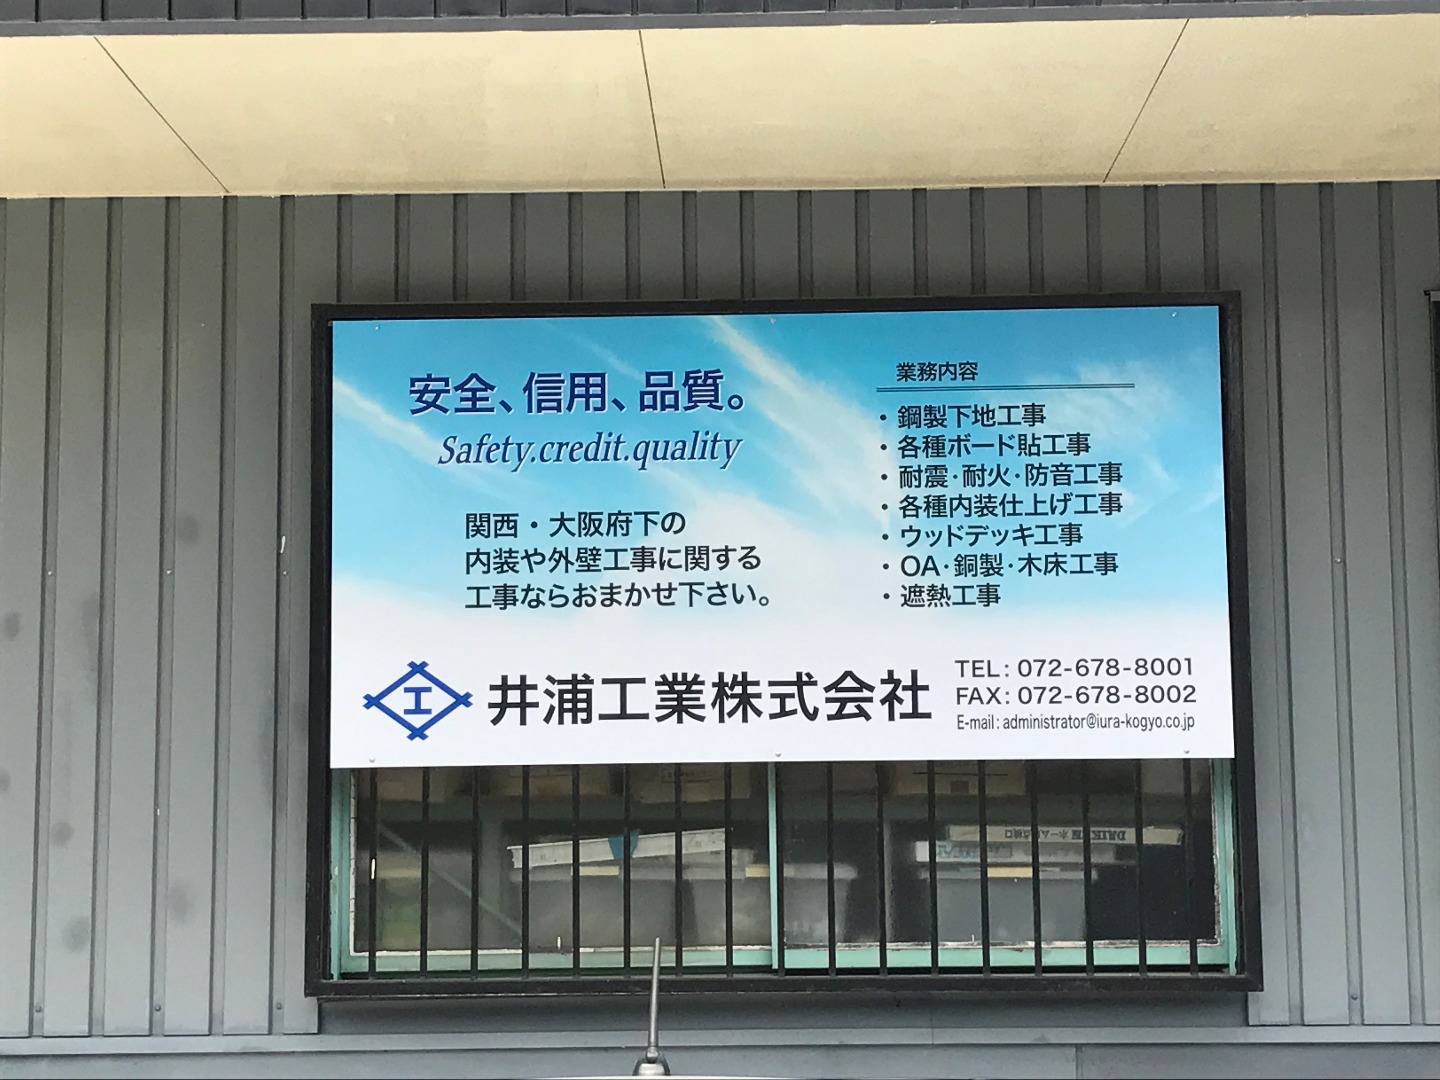 安全、信用、品質。
Safety.credit.quality
関西・大阪府下の
内装や外壁工事に関する
工事ならおまかせ下さい。
業務内容
・鋼製下地工事
・各種ボード貼工事
・耐震・耐火・防音工事
・各種内装仕上げ工事
・ウッドデッキ工事
・OA・銅製・木床工事
・遮熱工事
工
井浦工業株式会社
TEL: 072-678-8001
FAX: 072-678-8002
E-mail: administrator@iura-kogyo.co.jp